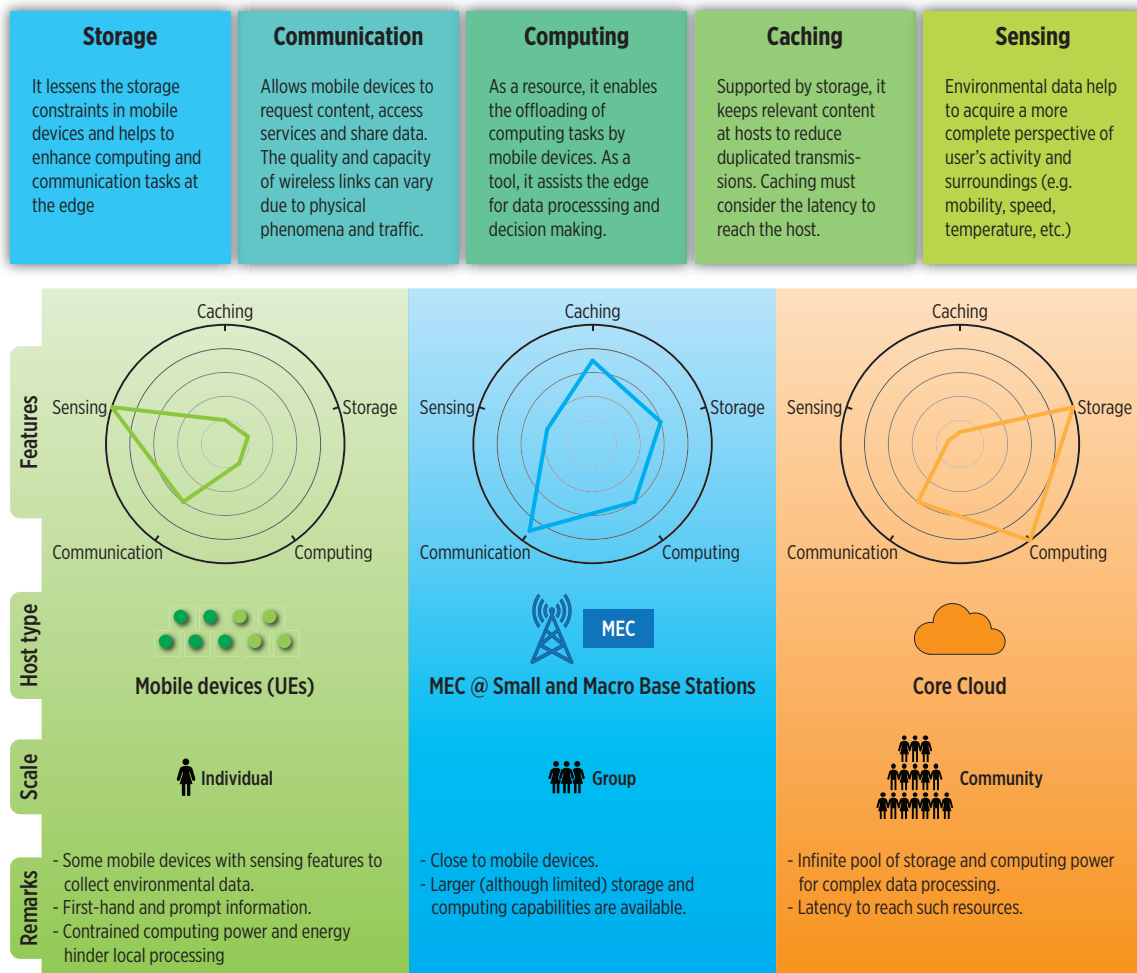 Storage
It lessens the storage
constraints in mobile
devices and helps to
enhance computing and
communication tasks at
the edge
Communication
Allows mobile devices to
request content, access
services and share data.
The quality and capacity
of wireless links can vary
due to physical
phenomena and traffic.
Computing
As a resource, it enables
the offloading of
computing tasks by
mobile devices. As a
tool, it assists the edge
for data processsing and
decision making.
Caching
Supported by storage, it
keeps relevant content
at hosts to reduce
duplicated transmis-
sions. Caching must
consider the latency to
reach the host.
Sensing
Environmental data help
to acquire a more
complete perspective of
user's activity and
surroundings (e.g.
mobility, speed,
temperature, etc.)
Features
Caching
Sensing
Storage
Communication
Computing
Caching
Sensing
Storage
Communication
Computing
Caching
Sensing
Storage
Communication
Computing
Host type
Mobile devices (UEs)
MEC
MEC @ Small and Macro Base Stations
Core Cloud
Scale
Individual
Group
Community
Remarks
- Some mobile devices with sensing features to
collect environmental data.
- First-hand and prompt information.
- Contrained computing power and energy
hinder local processing
- Close to mobile devices.
- Larger (although limited) storage and
computing capabilities are available.
- Infinite pool of storage and computing power
for complex data processing.
- Latency to reach such resources.